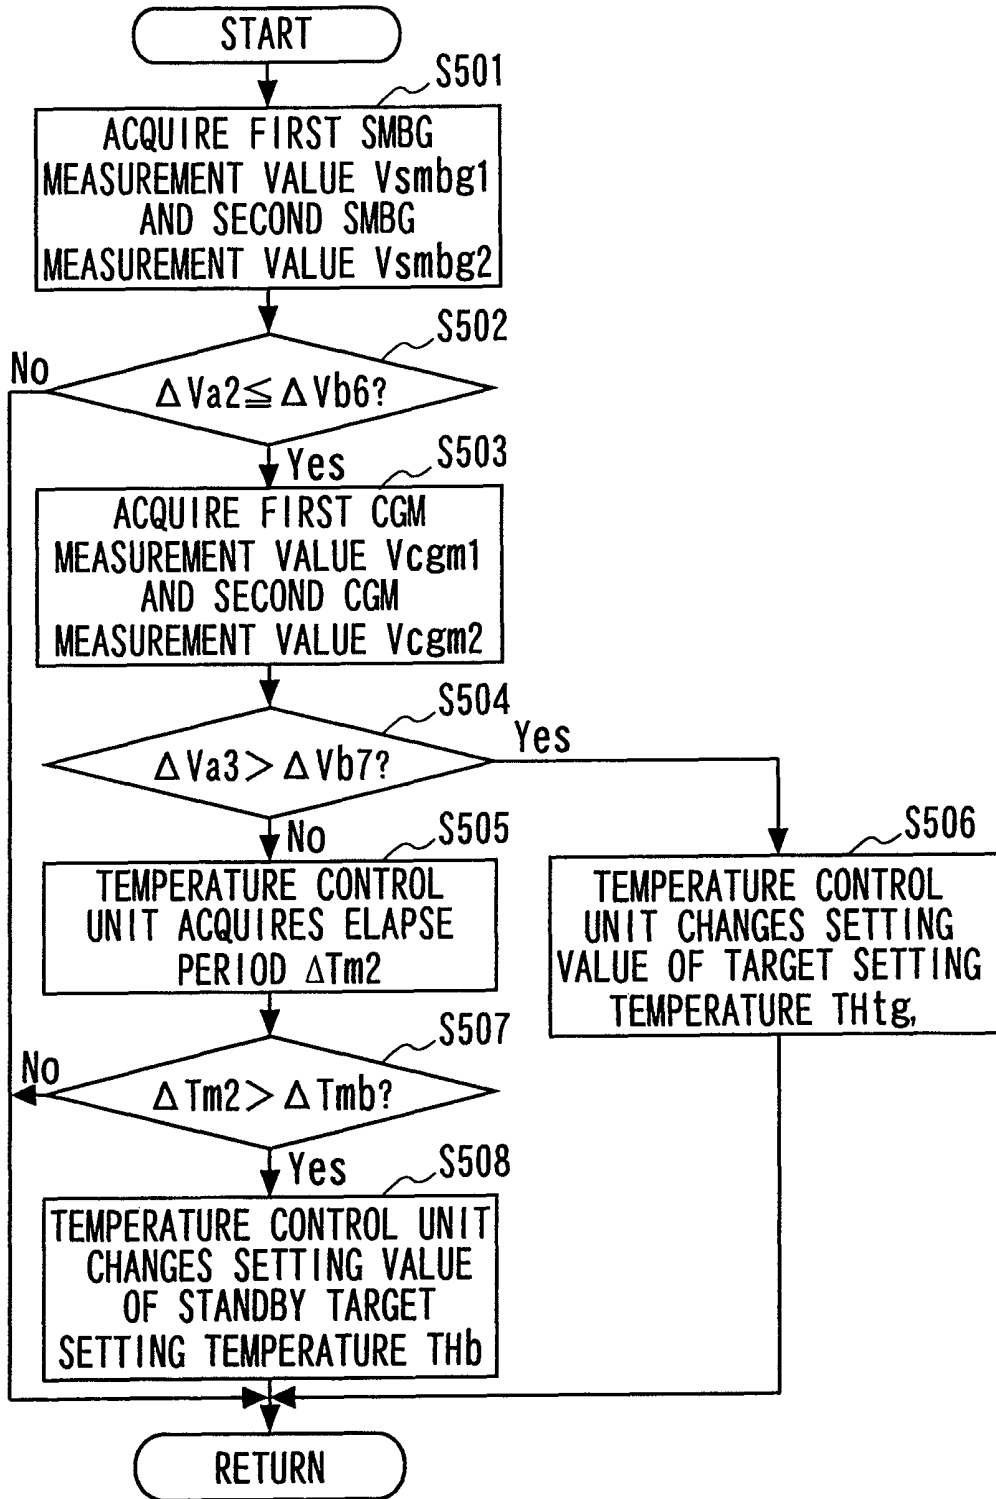 START
S501
ACQUIRE FIRST SMBG
MEASUREMENT VALUE Vsmbg1
AND SECOND SMBG
MEASUREMENT VALUE Vsmbg2
S502
No
ΔVa2≦ΔVb6?
Yes
S503
ACQUIRE FIRST CGM
MEASUREMENT VALUE Vcgm1
AND SECOND CGM
MEASUREMENT VALUE Vcgm2
S504
ΔVa3>ΔVb7?
Yes
No
S505
TEMPERATURE CONTROL
UNIT ACQUIRES ELAPSE
PERIOD ΔTm2
S506
TEMPERATURE CONTROL
UNIT CHANGES SETTING
VALUE OF TARGET SETTING
TEMPERATURE THtg,
S507
No
ΔTm2>ΔTmb?
Yes
S508
TEMPERATURE CONTROL UNIT
CHANGES SETTING VALUE
OF STANDBY TARGET
SETTING TEMPERATURE THb
RETURN